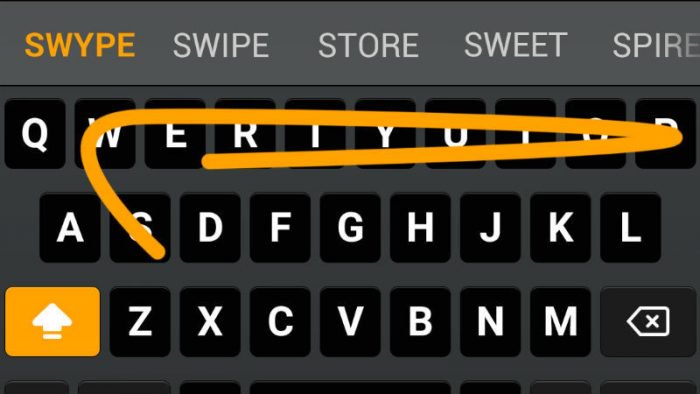 SWYPE SWIPE STORE SWEET SPIRE
Q W E R T Y U I O P
A S D F G H J K L
Z X C V B N M